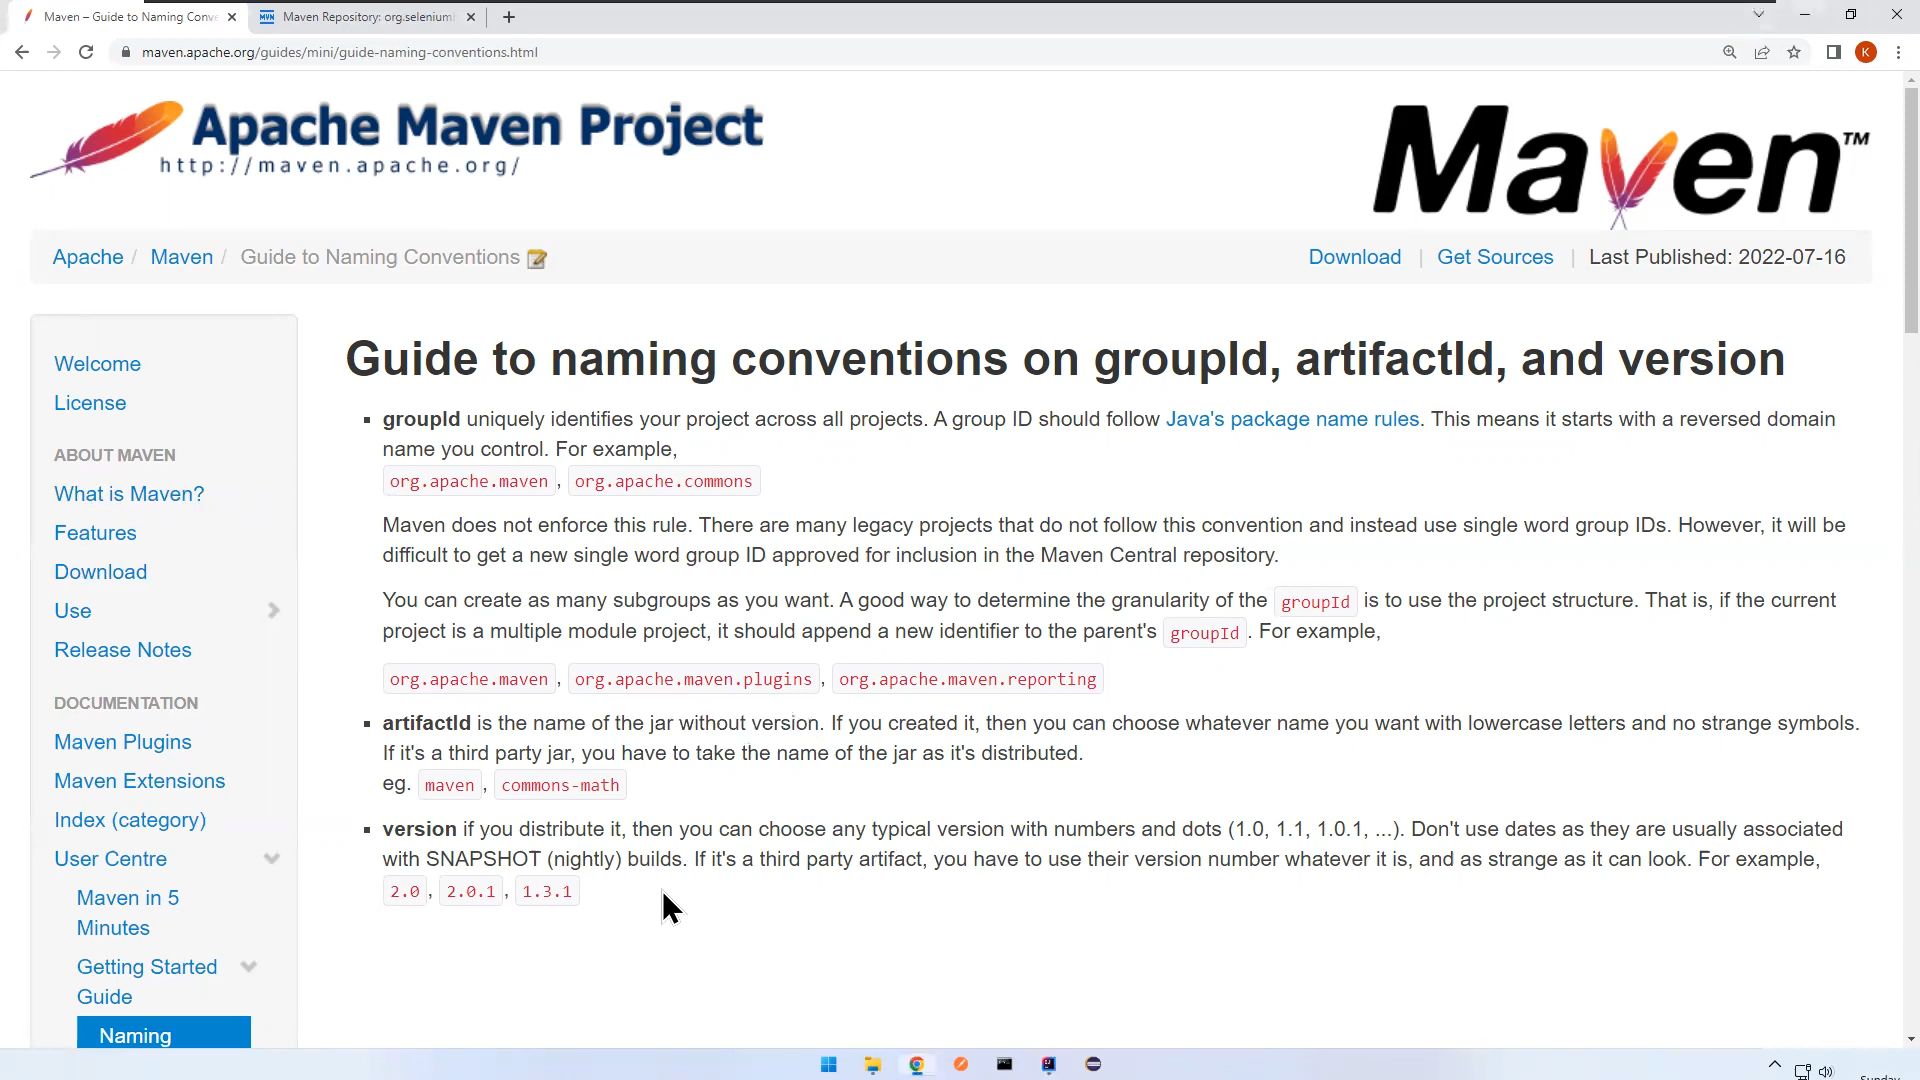 Maven – Guide to Naming Conve
Maven Repository: org.selenium
maven.apache.org/guides/mini/guide-naming-conventions.html
K
Apache Maven Project
http://maven.apache.org/
Maven™
Apache / Maven / Guide to Naming Conventions
Download | Get Sources | Last Published: 2022-07-16
Welcome
License
ABOUT MAVEN
What is Maven?
Features
Download
Use
Release Notes
DOCUMENTATION
Maven Plugins
Maven Extensions
Index (category)
User Centre
Maven in 5
Minutes
Getting Started
Guide
Naming
Guide to naming conventions on groupId, artifactId, and version
▪ groupId uniquely identifies your project across all projects. A group ID should follow Java's package name rules. This means it starts with a reversed domain
name you control. For example,
org.apache.maven , org.apache.commons
Maven does not enforce this rule. There are many legacy projects that do not follow this convention and instead use single word group IDs. However, it will be
difficult to get a new single word group ID approved for inclusion in the Maven Central repository.
You can create as many subgroups as you want. A good way to determine the granularity of the groupId is to use the project structure. That is, if the current
project is a multiple module project, it should append a new identifier to the parent's groupId . For example,
org.apache.maven , org.apache.maven.plugins , org.apache.maven.reporting
▪ artifactId is the name of the jar without version. If you created it, then you can choose whatever name you want with lowercase letters and no strange symbols.
If it's a third party jar, you have to take the name of the jar as it's distributed.
eg. maven , commons-math
▪ version if you distribute it, then you can choose any typical version with numbers and dots (1.0, 1.1, 1.0.1, ...). Don't use dates as they are usually associated
with SNAPSHOT (nightly) builds. If it's a third party artifact, you have to use their version number whatever it is, and as strange as it can look. For example,
2.0 , 2.0.1 , 1.3.1